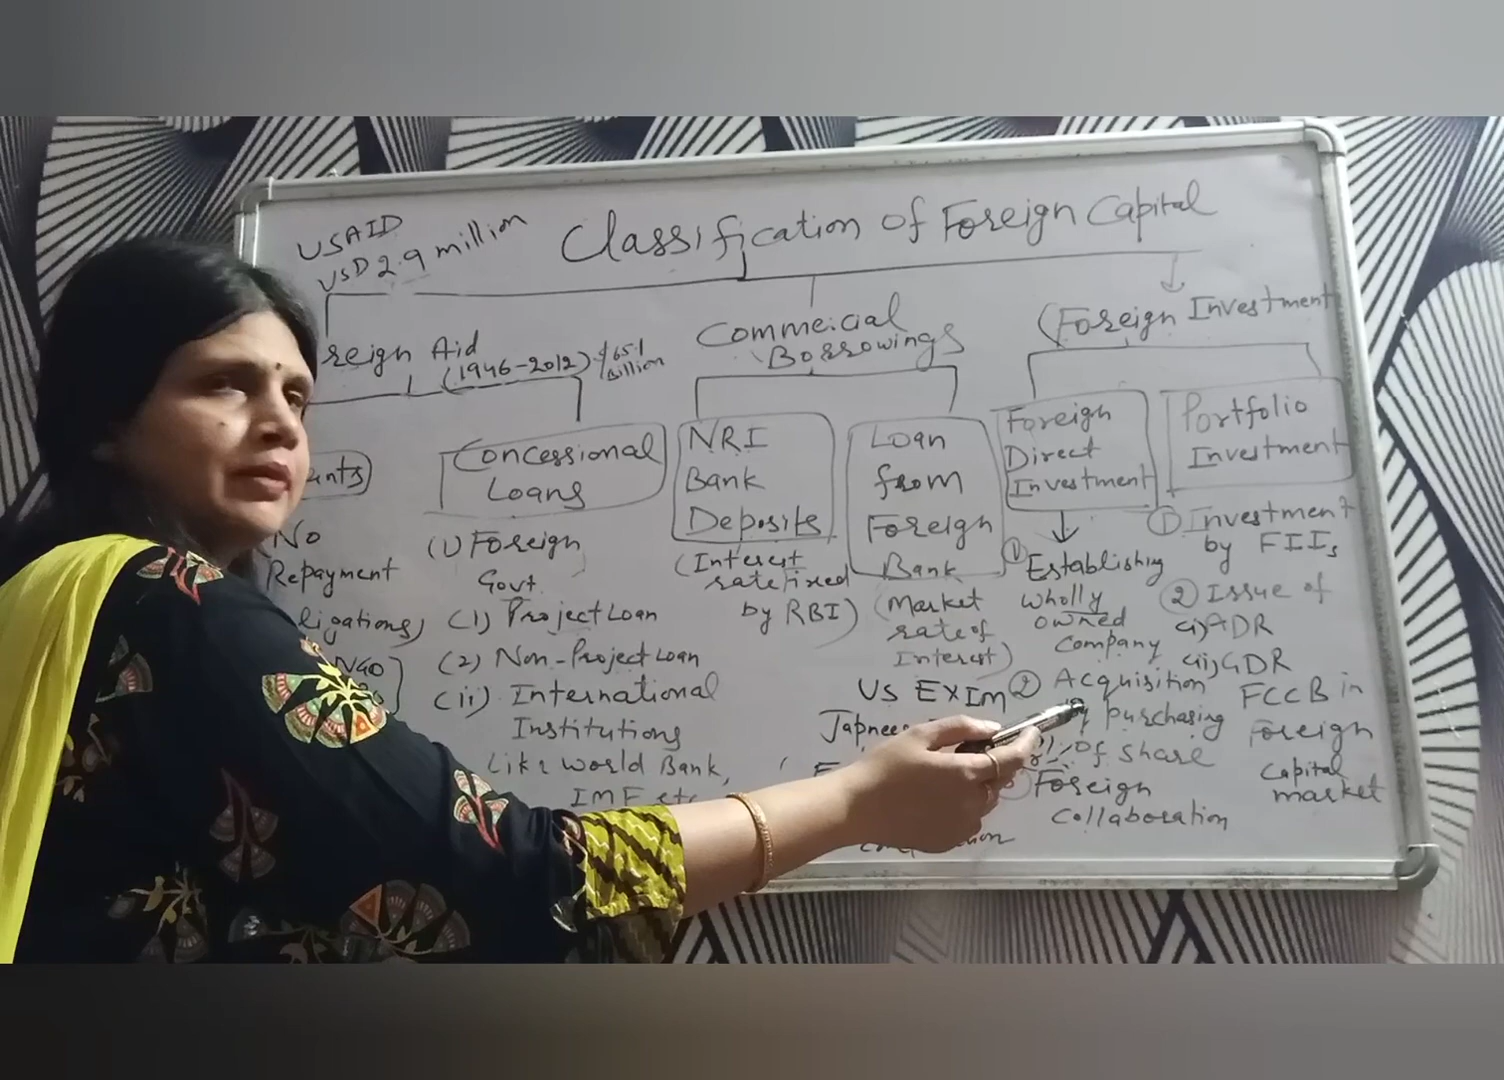 USAID
USD 2.9 million
Classification of Foreign Capital
reign Aid
(1946-2012)
Billion
Commercial
Borrowings
(Foreign Investment
ants
Concessional
Loans
NRI
Bank
Deposits
Loan
from
Foreign
Bank
Foreign
Direct
Investment
Portfolio
Investment
No
Repayment
ligations)
NGO
(1) Foreign
Govt
(1) Project Loan
(2) Non-Project Loan
(ii) International
Institutions
Like World Bank,
IMF etc
(Interest
rate fixed
by RBI)
(Market
rate of
Interest)
US EXIM
Japnee
① Establishing
Wholly
owned
Company
② Acquisition
Purchasing
of share
Foreign
Collaboration
① Investment
by FIIs
② Issue of
i) ADR
ii) GDR
FCCB in
Foreign
Capital
market